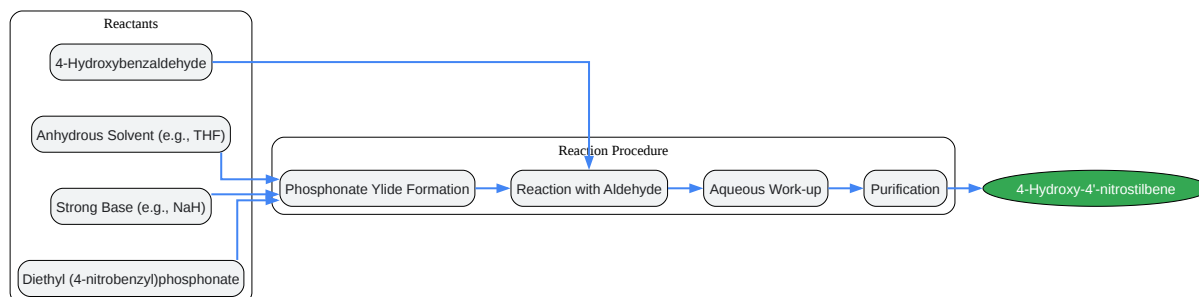 Reactants
4-Hydroxybenzaldehyde
Anhydrous Solvent (e.g., THF)
Strong Base (e.g., NaH)
Diethyl (4-nitrobenzyl)phosphonate
Reaction Procedure
Phosphonate Ylide Formation
Reaction with Aldehyde
Aqueous Work-up
Purification
4-Hydroxy-4'-nitrostilbene